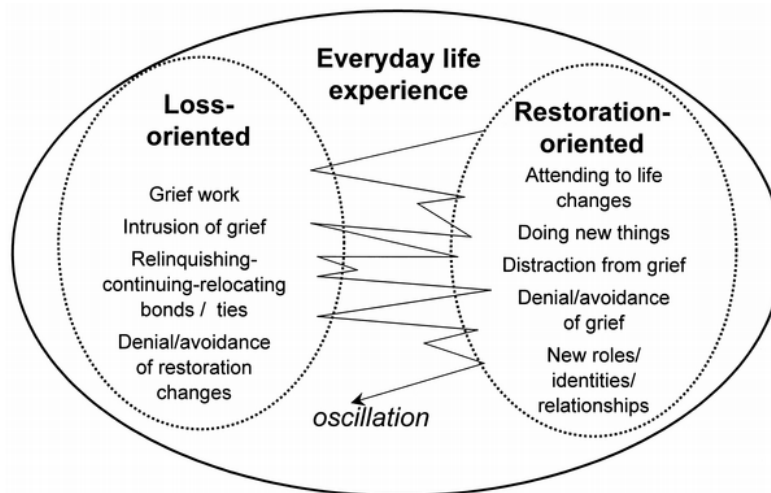 Everyday life
experience
Loss-
oriented
Grief work
Intrusion of grief
Relinquishing-
continuing-relocating
bonds / ties
Denial/avoidance
of restoration
changes
Restoration-
oriented
Attending to life
changes
Doing new things
Distraction from grief
Denial/avoidance
of grief
New roles/
identities/
relationships
oscillation